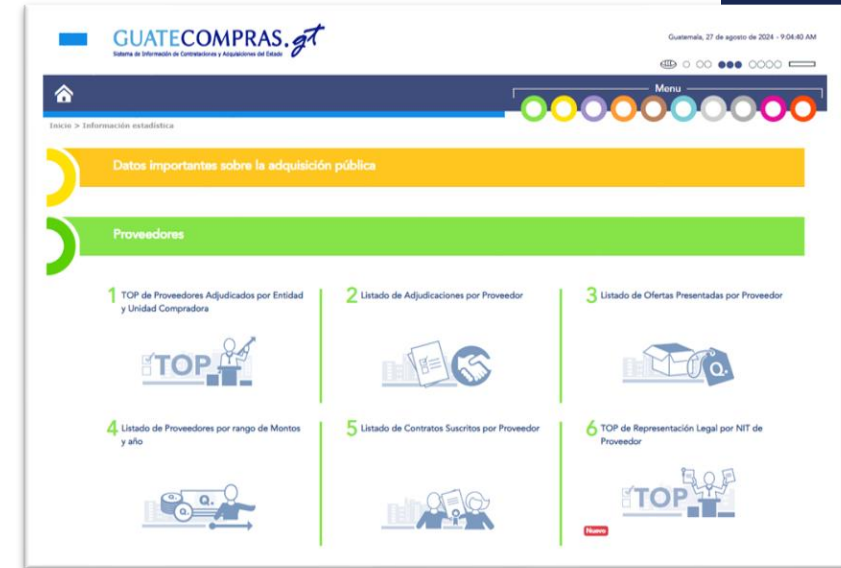 GUATECOMPRAS.gt
Sistema de Información de Contrataciones y Adquisiciones del Estado
Guatemala, 27 de agosto de 2024 - 9:04:40 AM
Menu
Inicio > Información estadística
Datos importantes sobre la adquisición pública
Proveedores
1 TOP de Proveedores Adjudicados por Entidad
y Unidad Compradora
2 Listado de Adjudicaciones por Proveedor
3 Listado de Ofertas Presentadas por Proveedor
TOP
Q.
4 Listado de Proveedores por rango de Montos
y año
5 Listado de Contratos Suscritos por Proveedor
6 TOP de Representación Legal por NIT de
Proveedor
Q.
TOP
Nuevo